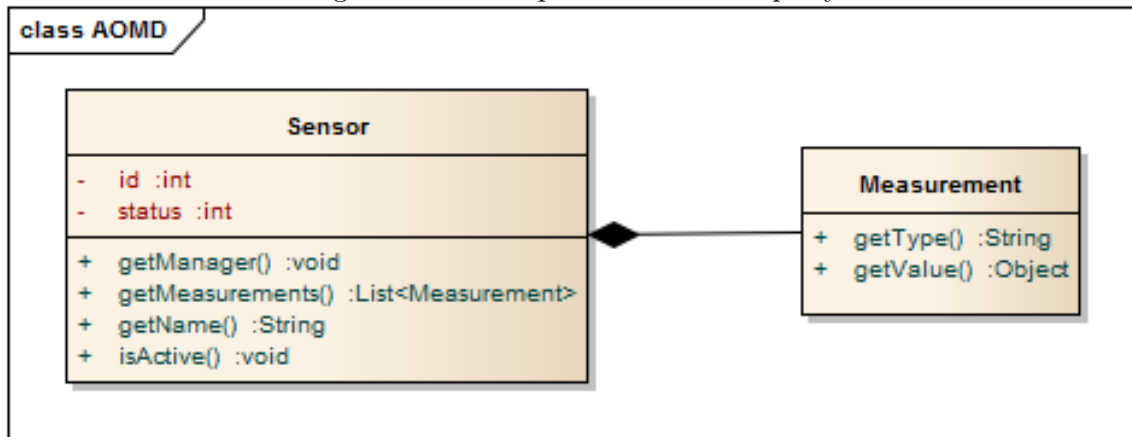 class AOMD
Sensor
- id :int
- status :int
+ getManager() :void
+ getMeasurements() :List<Measurement>
+ getName() :String
+ isActive() :void
Measurement
+ getType() :String
+ getValue() :Object